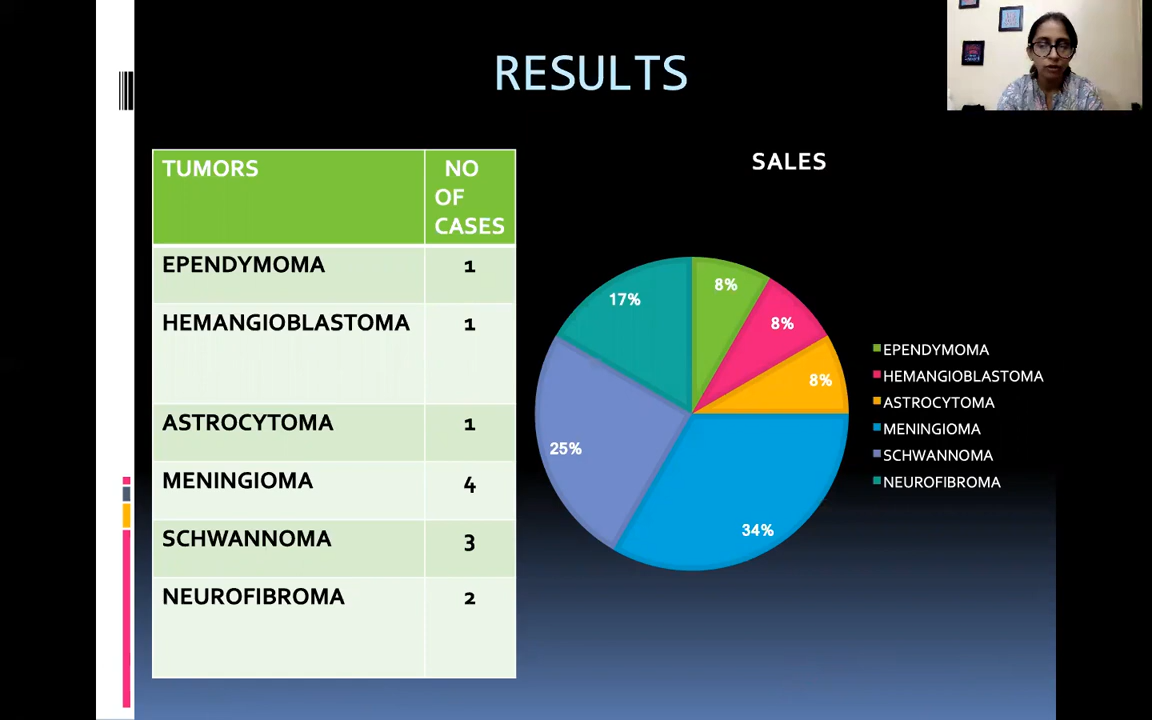 RESULTS
TUMORS NO
OF
CASES
EPENDYMOMA 1
HEMANGIOBLASTOMA 1
ASTROCYTOMA 1
MENINGIOMA 4
SCHWANNOMA 3
NEUROFIBROMA 2
SALES
8%
8%
8%
34%
25%
17%
EPENDYMOMA
HEMANGIOBLASTOMA
ASTROCYTOMA
MENINGIOMA
SCHWANNOMA
NEUROFIBROMA